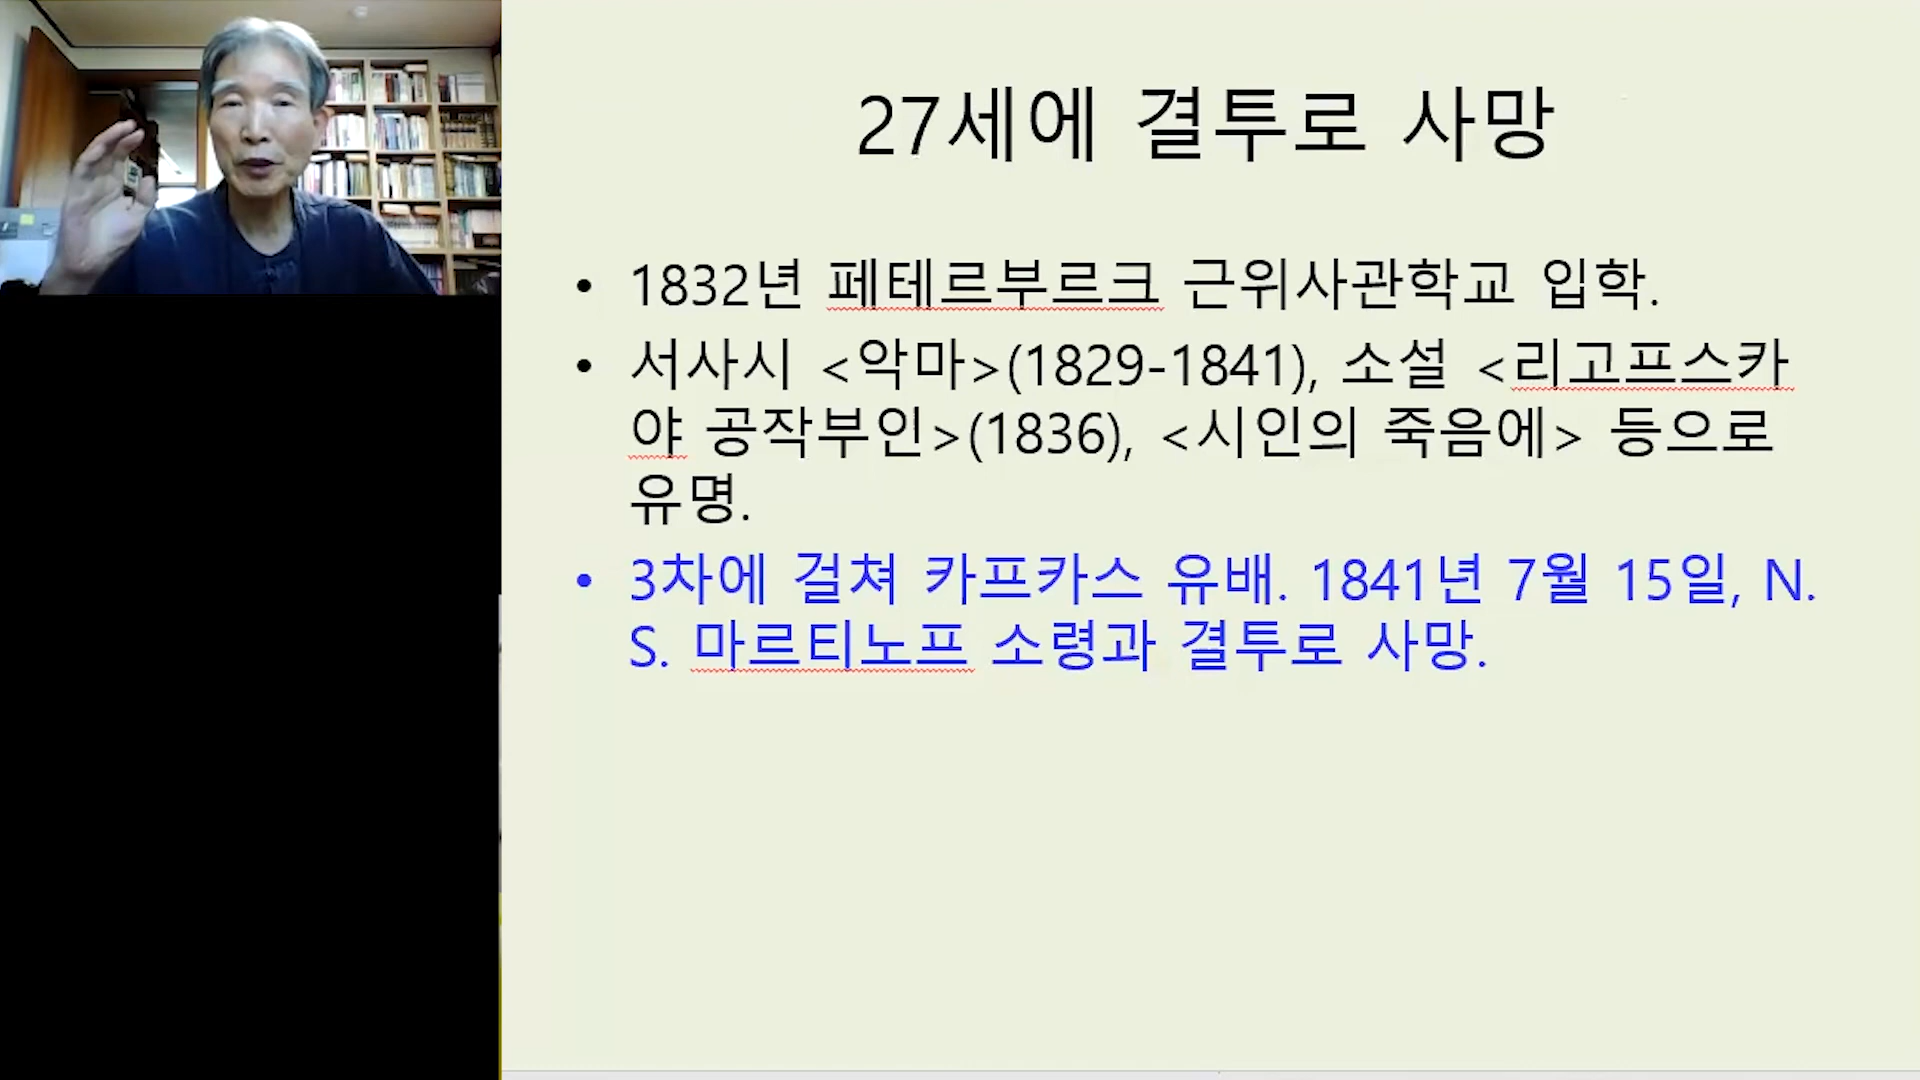 27세에 결투로 사망
• 1832년 페테르부르크 근위사관학교 입학.
• 서사시 <악마>(1829-1841), 소설 <리고프스카
야 공작부인>(1836), <시인의 죽음에> 등으로
유명.
• 3차에 걸쳐 카프카스 유배. 1841년 7월 15일, N.
S. 마르티노프 소령과 결투로 사망.